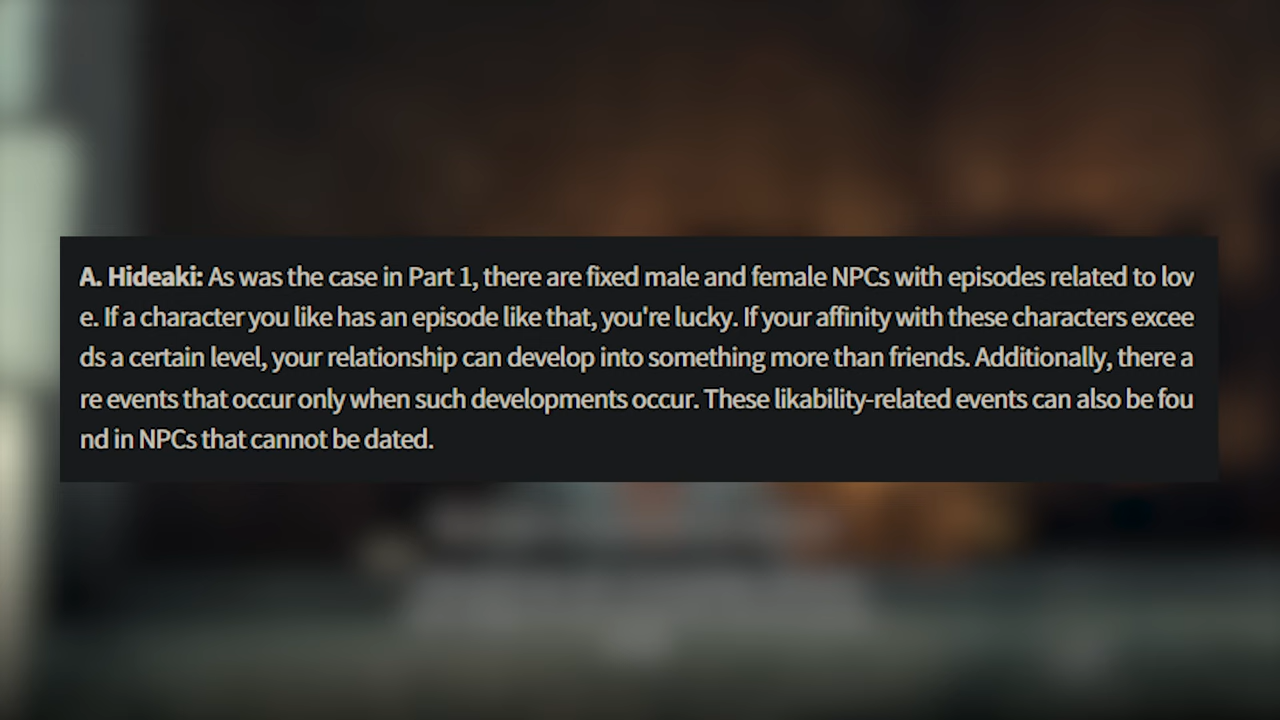 A. Hideaki: As was the case in Part 1, there are fixed male and female NPCs with episodes related to lov
e. If a character you like has an episode like that, you're lucky. If your affinity with these characters excee
ds a certain level, your relationship can develop into something more than friends. Additionally, there a
re events that occur only when such developments occur. These likability-related events can also be fou
nd in NPCs that cannot be dated.